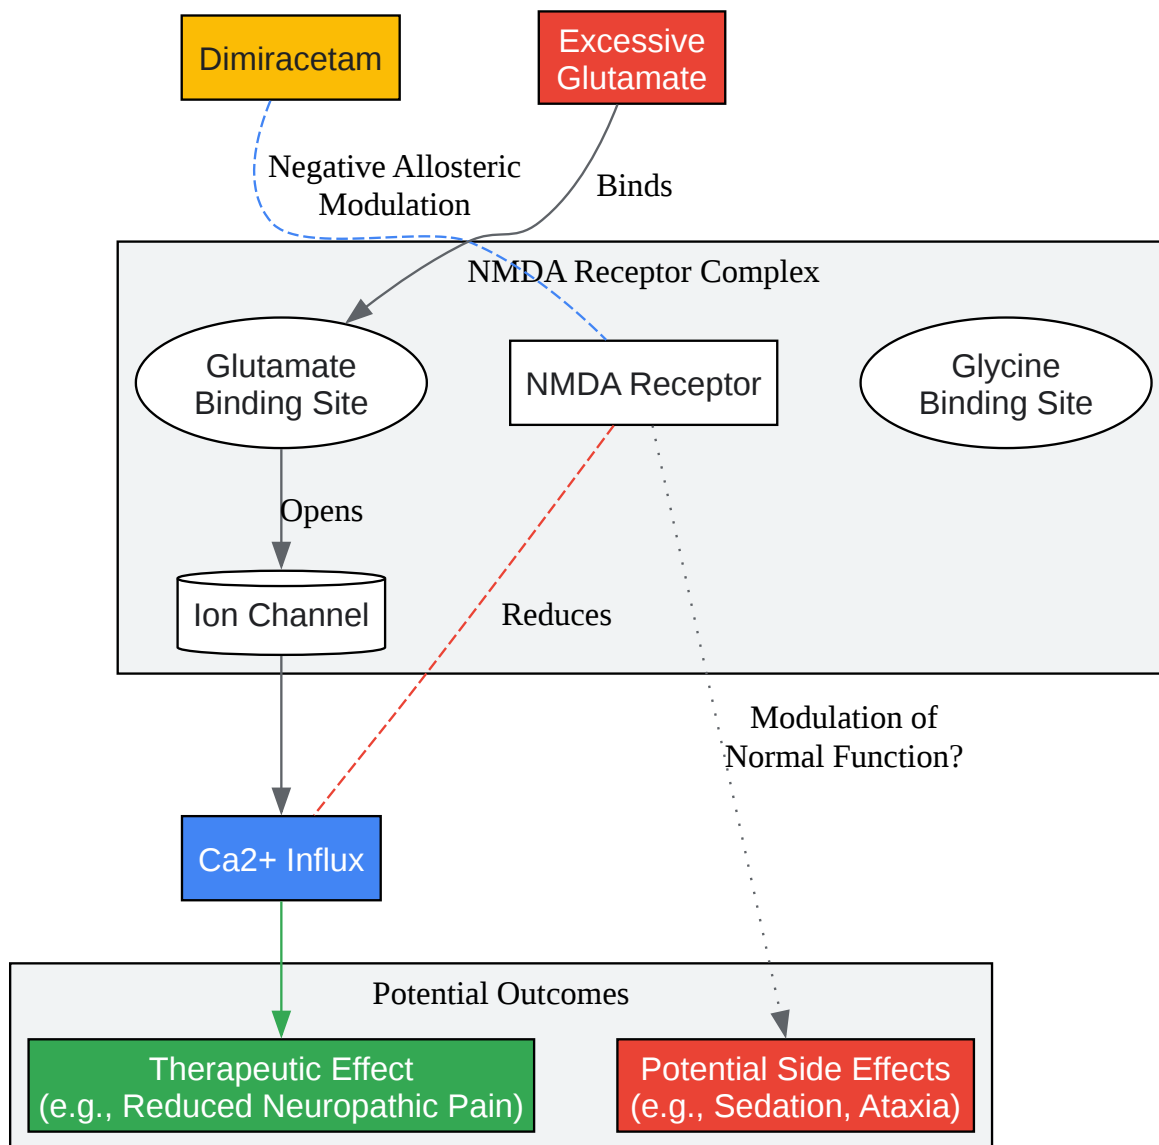 Dimiracetam
Excessive
Glutamate
Negative Allosteric
Modulation
Binds
NMDA Receptor Complex
Glutamate
Binding Site
NMDA Receptor
Glycine
Binding Site
Opens
Ion Channel
Reduces
Modulation of
Normal Function?
Ca2+ Influx
Potential Outcomes
Therapeutic Effect
(e.g., Reduced Neuropathic Pain)
Potential Side Effects
(e.g., Sedation, Ataxia)